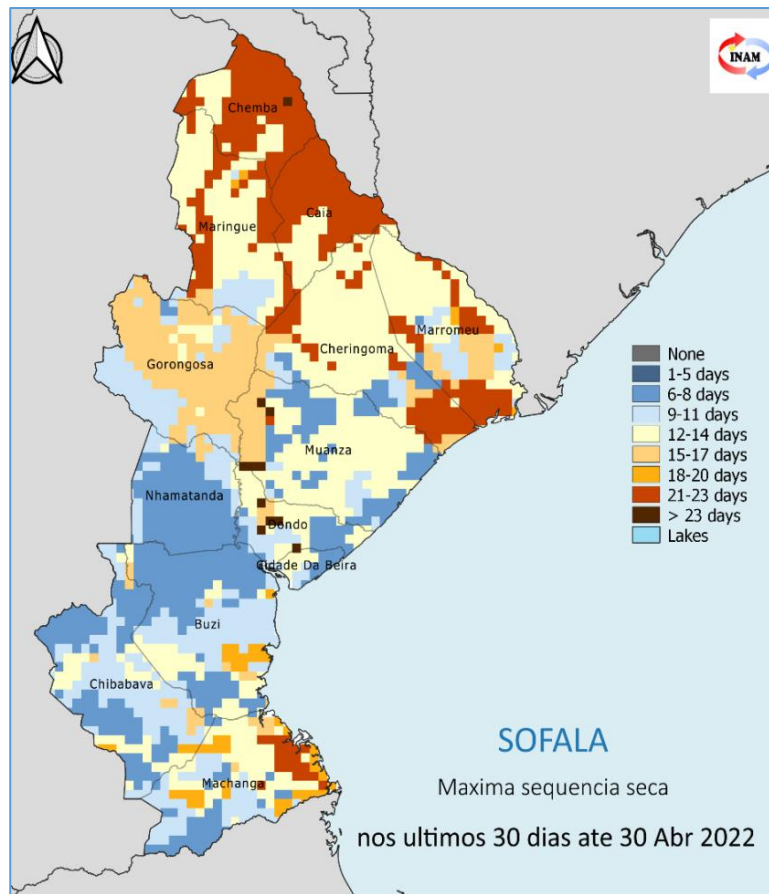 INAM
Chemba
Caia
Maringue
Marromeu
Cheringoma
Gorongosa
Muanza
Nhamatanda
Dondo
Cidade Da Beira
Buzi
Chibabava
Machanga
None
1-5 days
6-8 days
9-11 days
12-14 days
15-17 days
18-20 days
21-23 days
> 23 days
Lakes
SOFALA
Maxima sequencia seca
nos ultimos 30 dias ate 30 Abr 2022